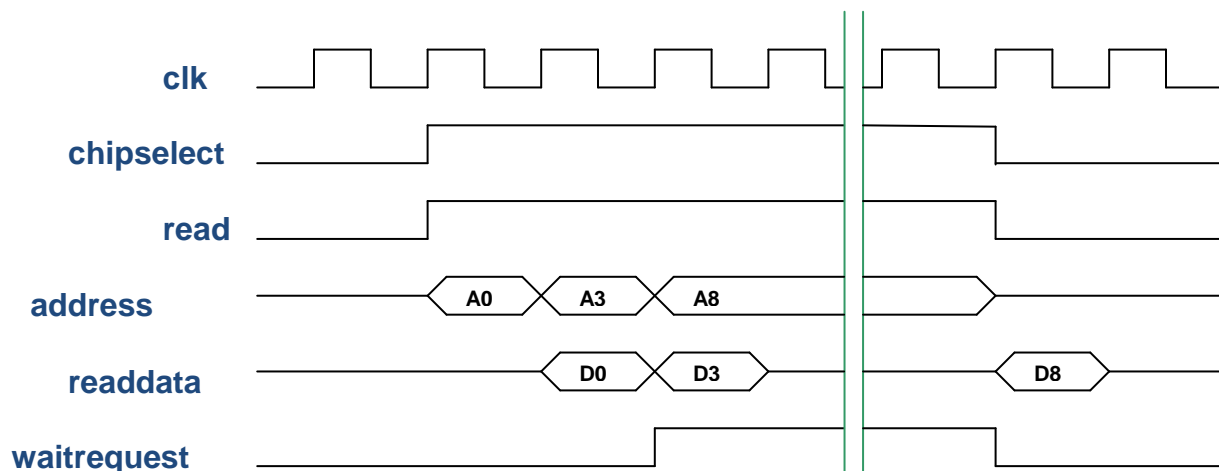 clk
chipselect
read
address A0 A3 A8
readdata D0 D3 D8
waitrequest